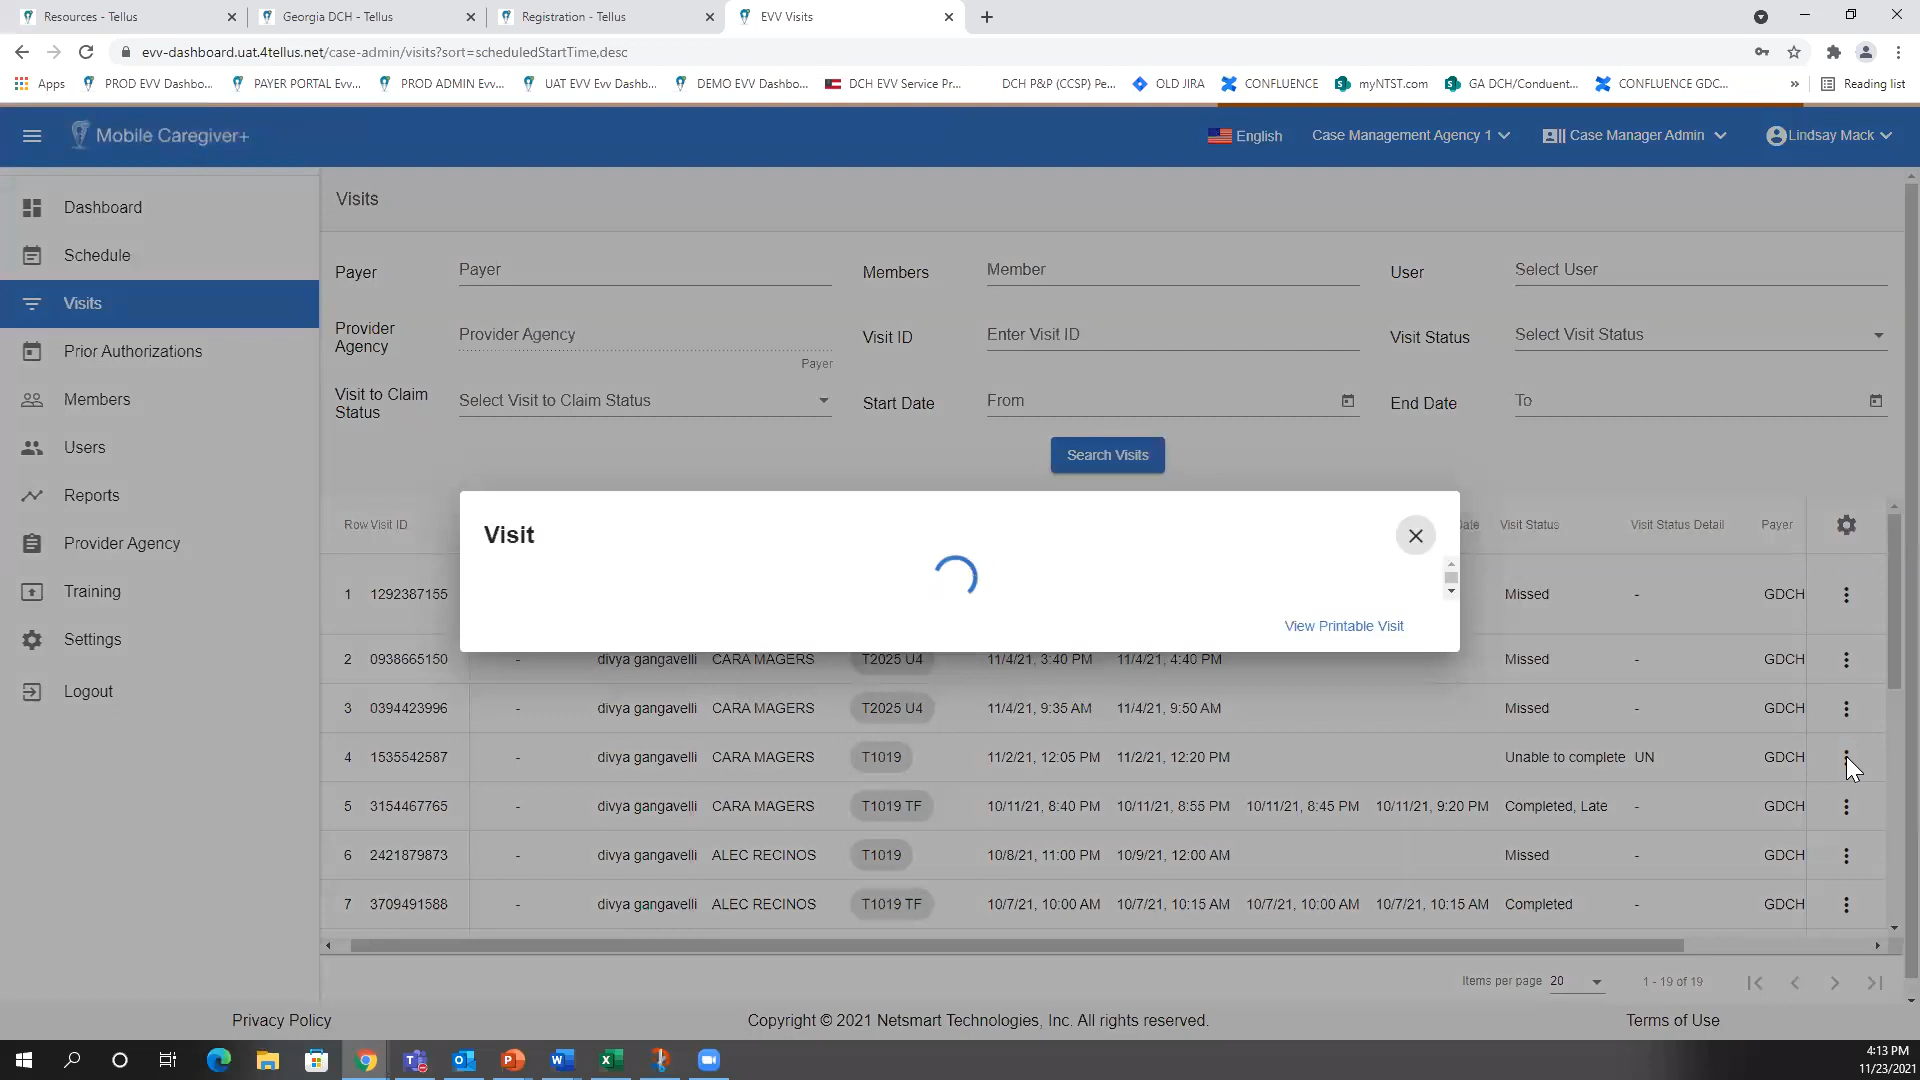 Resources - Tellus
Georgia DCH - Tellus
Registration - Tellus
EVV Visits
evv-dashboard.uat.4tellus.net/case-admin/visits?sort=scheduledStartTime,desc
Apps
PROD EVV Dashbo...
PAYER PORTAL Evv...
PROD ADMIN Evv...
UAT EVV Evv Dashb...
DEMO EVV Dashbo...
DCH EVV Service Pr...
DCH P&P (CCSP) Pe...
OLD JIRA
CONFLUENCE
myNTST.com
GA DCH/Conduent...
CONFLUENCE GDC...
»
Reading list
Mobile Caregiver+
English
Case Management Agency 1
Case Manager Admin
Lindsay Mack
Dashboard
Schedule
Visits
Prior Authorizations
Members
Users
Reports
Provider Agency
Training
Settings
Logout
Visits
Payer
Payer
Members
Member
User
Select User
Provider
Agency
Provider Agency
Payer
Visit ID
Enter Visit ID
Visit Status
Select Visit Status
Visit to Claim
Status
Select Visit to Claim Status
Start Date
From
End Date
To
Search Visits
Row Visit ID
Date
Visit Status
Visit Status Detail
Payer
Visit
View Printable Visit
1 1292387155 Missed - GDCH
2 0938665150 - divya gangavelli CARA MAGERS T2025 U4 11/4/21, 3:40 PM 11/4/21, 4:40 PM Missed - GDCH
3 0394423996 - divya gangavelli CARA MAGERS T2025 U4 11/4/21, 9:35 AM 11/4/21, 9:50 AM Missed - GDCH
4 1535542587 - divya gangavelli CARA MAGERS T1019 11/2/21, 12:05 PM 11/2/21, 12:20 PM Unable to complete UN GDCH
5 3154467765 - divya gangavelli CARA MAGERS T1019 TF 10/11/21, 8:40 PM 10/11/21, 8:55 PM 10/11/21, 8:45 PM 10/11/21, 9:20 PM Completed, Late - GDCH
6 2421879873 - divya gangavelli ALEC RECINOS T1019 10/8/21, 11:00 PM 10/9/21, 12:00 AM Missed - GDCH
7 3709491588 - divya gangavelli ALEC RECINOS T1019 TF 10/7/21, 10:00 AM 10/7/21, 10:15 AM 10/7/21, 10:00 AM 10/7/21, 10:15 AM Completed - GDCH
Items per page 20
1 - 19 of 19
Privacy Policy
Copyright © 2021 Netsmart Technologies, Inc. All rights reserved.
Terms of Use
4:13 PM
11/23/2021